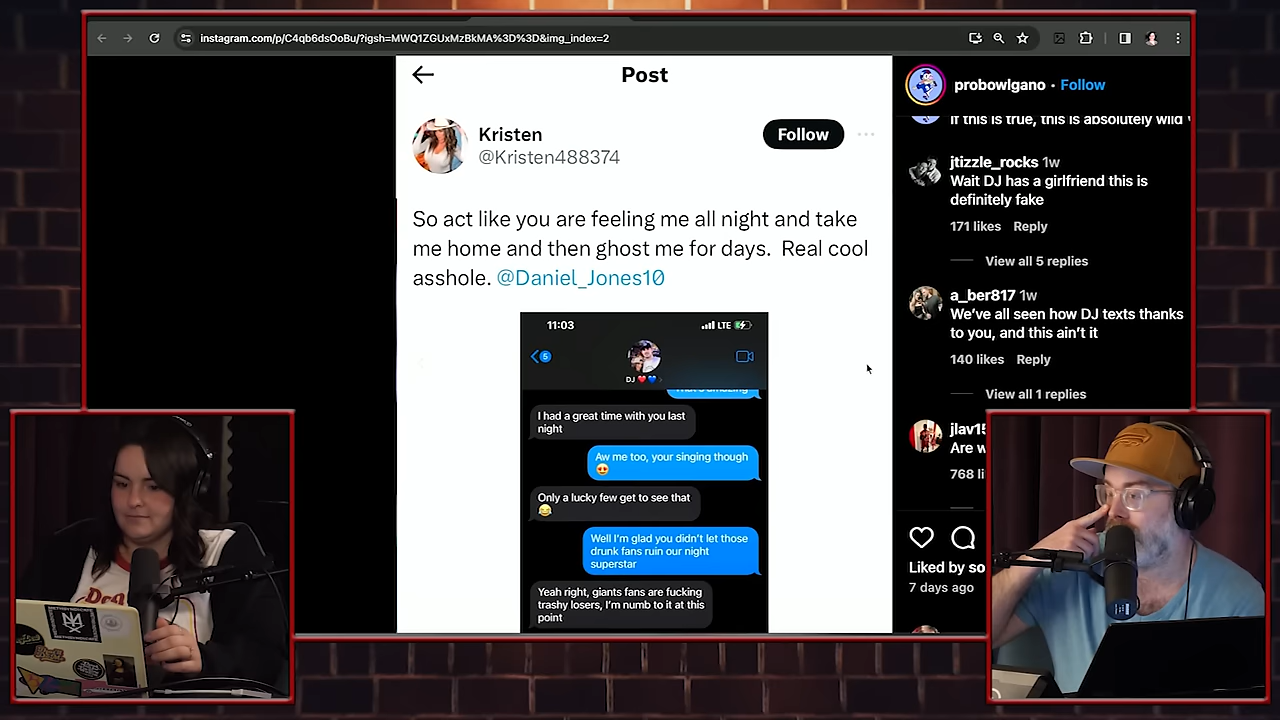 instagram.com/p/C4qb6dsOoBu/?igsh=MWQ1ZGUxMzBkMA%3D%3D&img_index=2
Post
Kristen
@Kristen488374
Follow
So act like you are feeling me all night and take
me home and then ghost me for days.  Real cool
asshole. @Daniel_Jones10
11:03
LTE
5
DJ ❤️💙
That's amazing
I had a great time with you last
night
Aw me too, your singing though
😍
Only a lucky few get to see that
😂
Well I'm glad you didn't let those
drunk fans ruin our night
superstar
Yeah right, giants fans are fucking
trashy losers, I'm numb to it at this
point
probowlgano • Follow
If this is true, this is absolutely wild
jtizzle_rocks 1w
Wait DJ has a girlfriend this is
definitely fake
171 likes Reply
View all 5 replies
a_ber817 1w
We've all seen how DJ texts thanks
to you, and this ain't it
140 likes Reply
View all 1 replies
jlav15
Are w
768 li
Liked by so
7 days ago